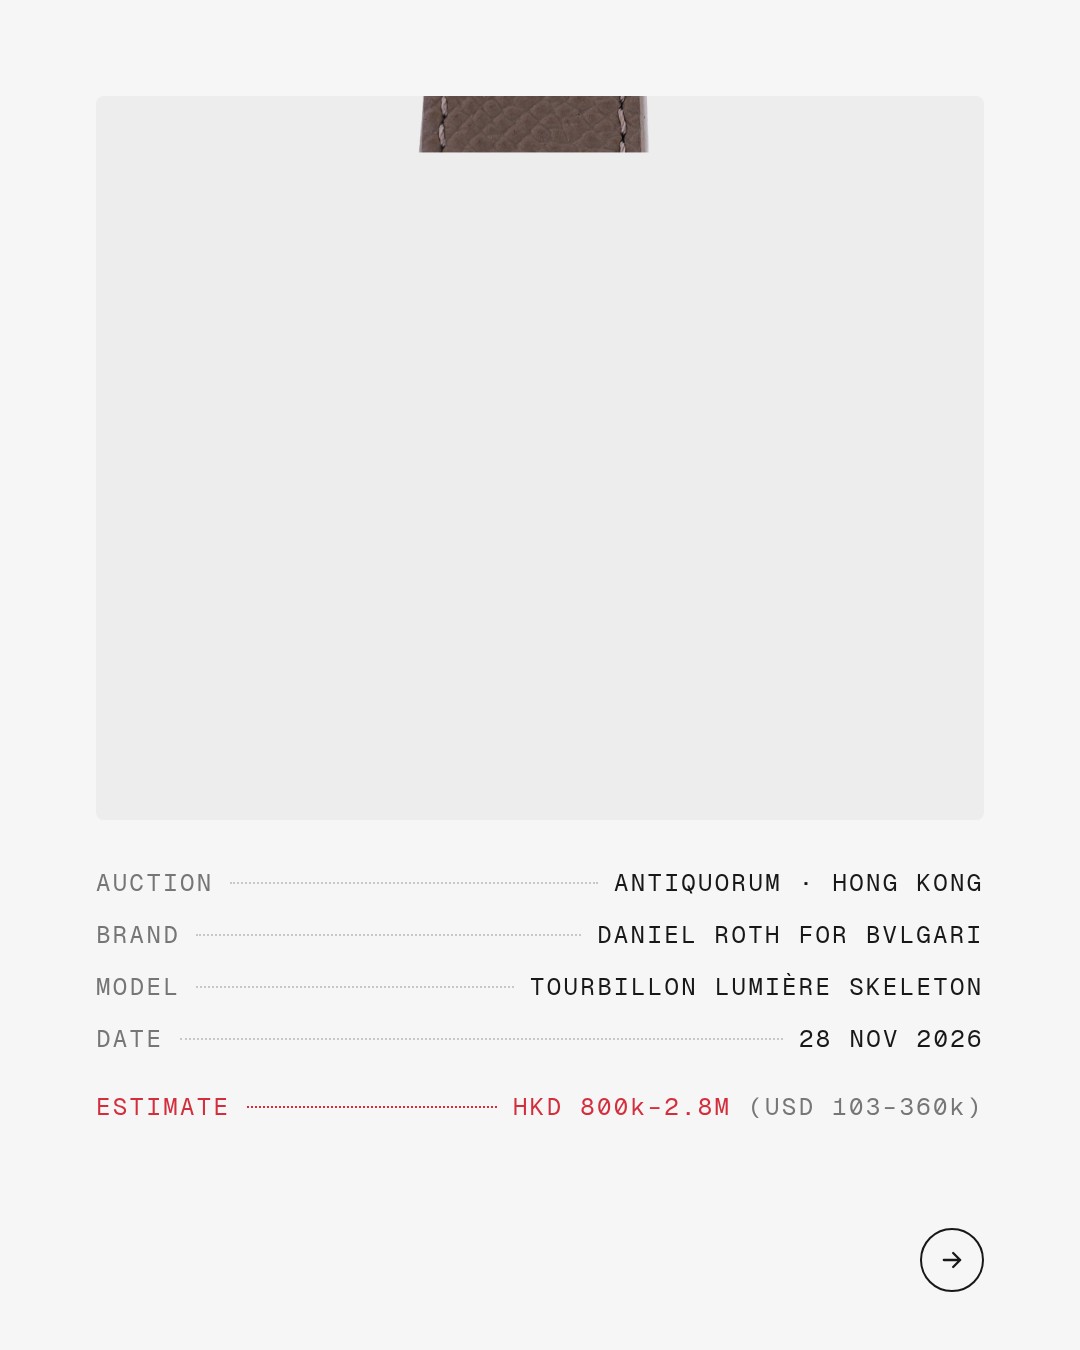 AUCTION ANTIQUORUM · HONG KONG
BRAND DANIEL ROTH FOR BVLGARI
MODEL TOURBILLON LUMIÈRE SKELETON
DATE 28 NOV 2026
ESTIMATE HKD 800k–2.8M (USD 103–360k)